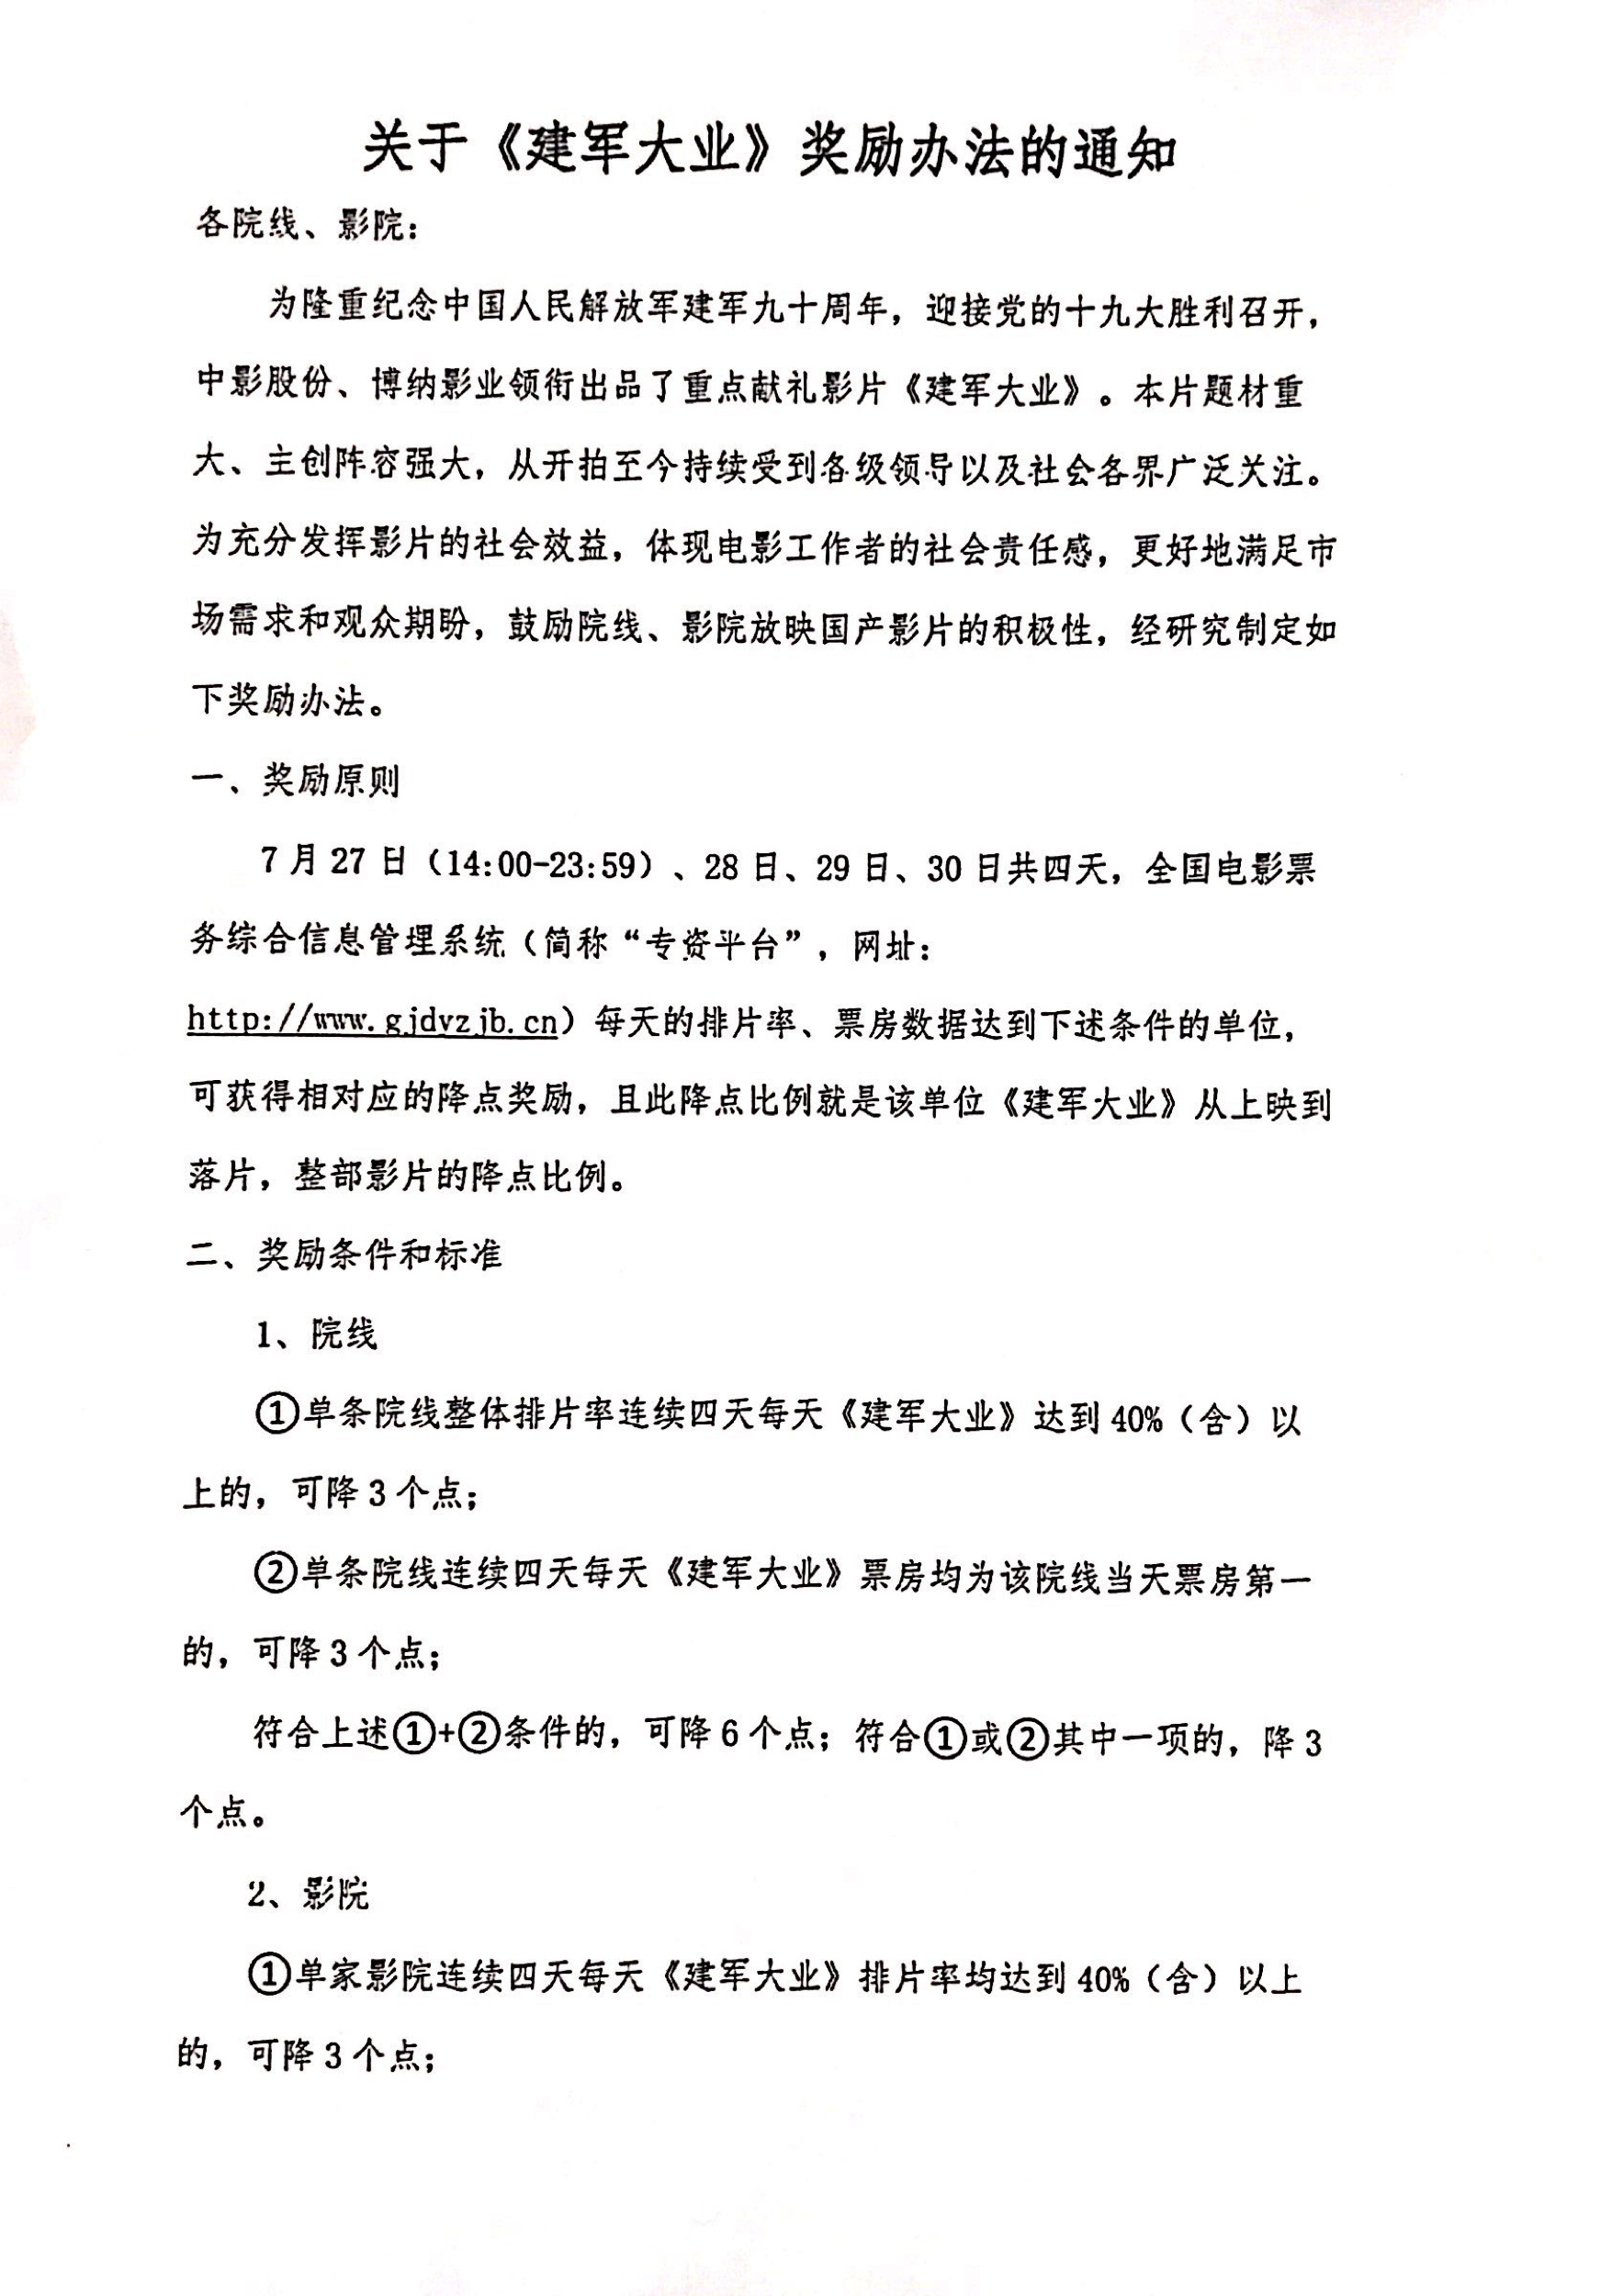 关于《建军大业》奖励办法的通知
各院线、影院：
为隆重纪念中国人民解放军建军九十周年，迎接党的十九大胜利召开，
中影股份、博纳影业领衔出品了重点献礼影片《建军大业》。本片题材重
大、主创阵容强大，从开拍至今持续受到各级领导以及社会各界广泛关注。
为充分发挥影片的社会效益，体现电影工作者的社会责任感，更好地满足市
场需求和观众期盼，鼓励院线、影院放映国产影片的积极性，经研究制定如
下奖励办法。
一、奖励原则
7月27日（14:00-23:59）、28日、29日、30日共四天，全国电影票
务综合信息管理系统（简称“专资平台”，网址：
http://www.gjdyzjb.cn）每天的排片率、票房数据达到下述条件的单位，
可获得相对应的降点奖励，且此降点比例就是该单位《建军大业》从上映到
落片，整部影片的降点比例。
二、奖励条件和标准
1、院线
①单条院线整体排片率连续四天每天《建军大业》达到40%（含）以
上的，可降3个点；
②单条院线连续四天每天《建军大业》票房均为该院线当天票房第一
的，可降3个点；
符合上述①+②条件的，可降6个点；符合①或②其中一项的，降3
个点。
2、影院
①单家影院连续四天每天《建军大业》排片率均达到40%（含）以上
的，可降3个点；